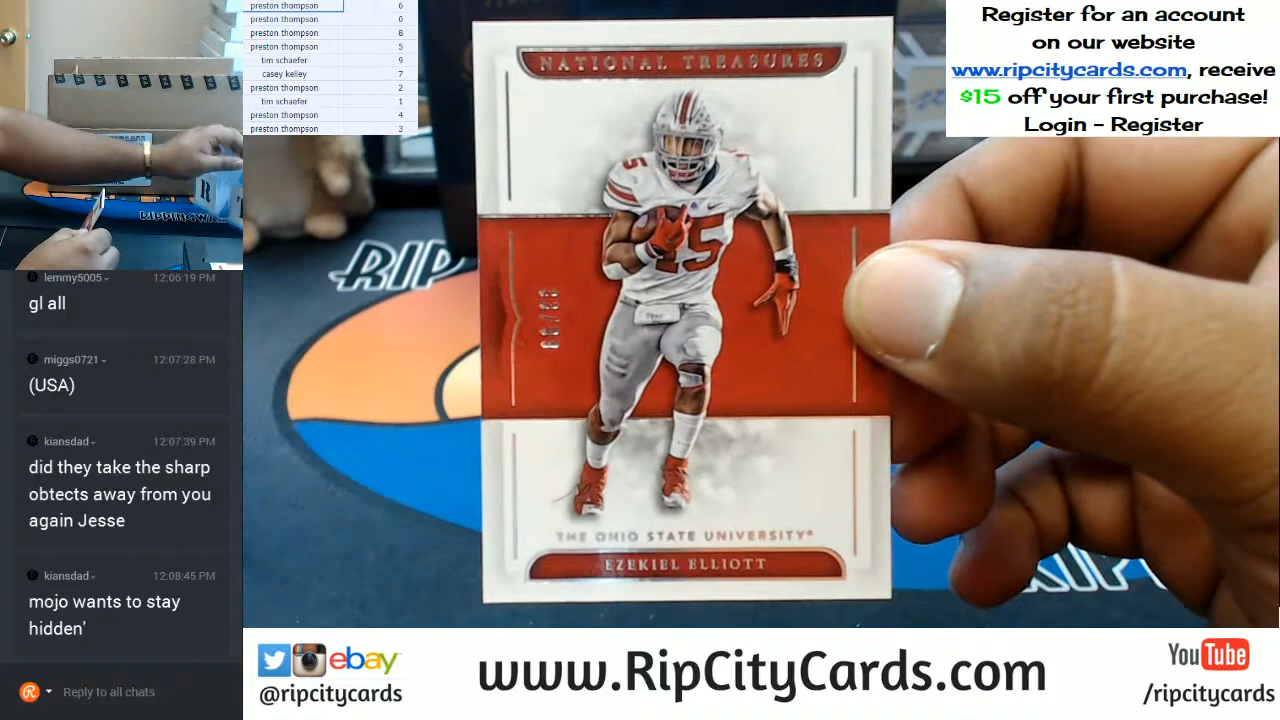 preston thompson 6
preston thompson 0
preston thompson 8
preston thompson 5
tim schaefer 9
casey kelley 7
preston thompson 2
tim schaefer 1
preston thompson 4
preston thompson 3
RIPPINGWA
lemmy5005 12:06:19 PM
gl all
miggs0721 12:07:28 PM
(USA)
kiansdad 12:07:39 PM
did they take the sharp
obtects away from you
again Jesse
kiansdad 12:08:45 PM
mojo wants to stay
hidden'
Reply to all chats
Register for an account
on our website
www.ripcitycards.com, receive
$15 off your first purchase!
Login - Register
NATIONAL TREASURES
5
15
THE OHIO STATE UNIVERSITY®
EZEKIEL ELLIOTT
RIP
ebay
@ripcitycards
www.RipCityCards.com
YouTube
/ripcitycards